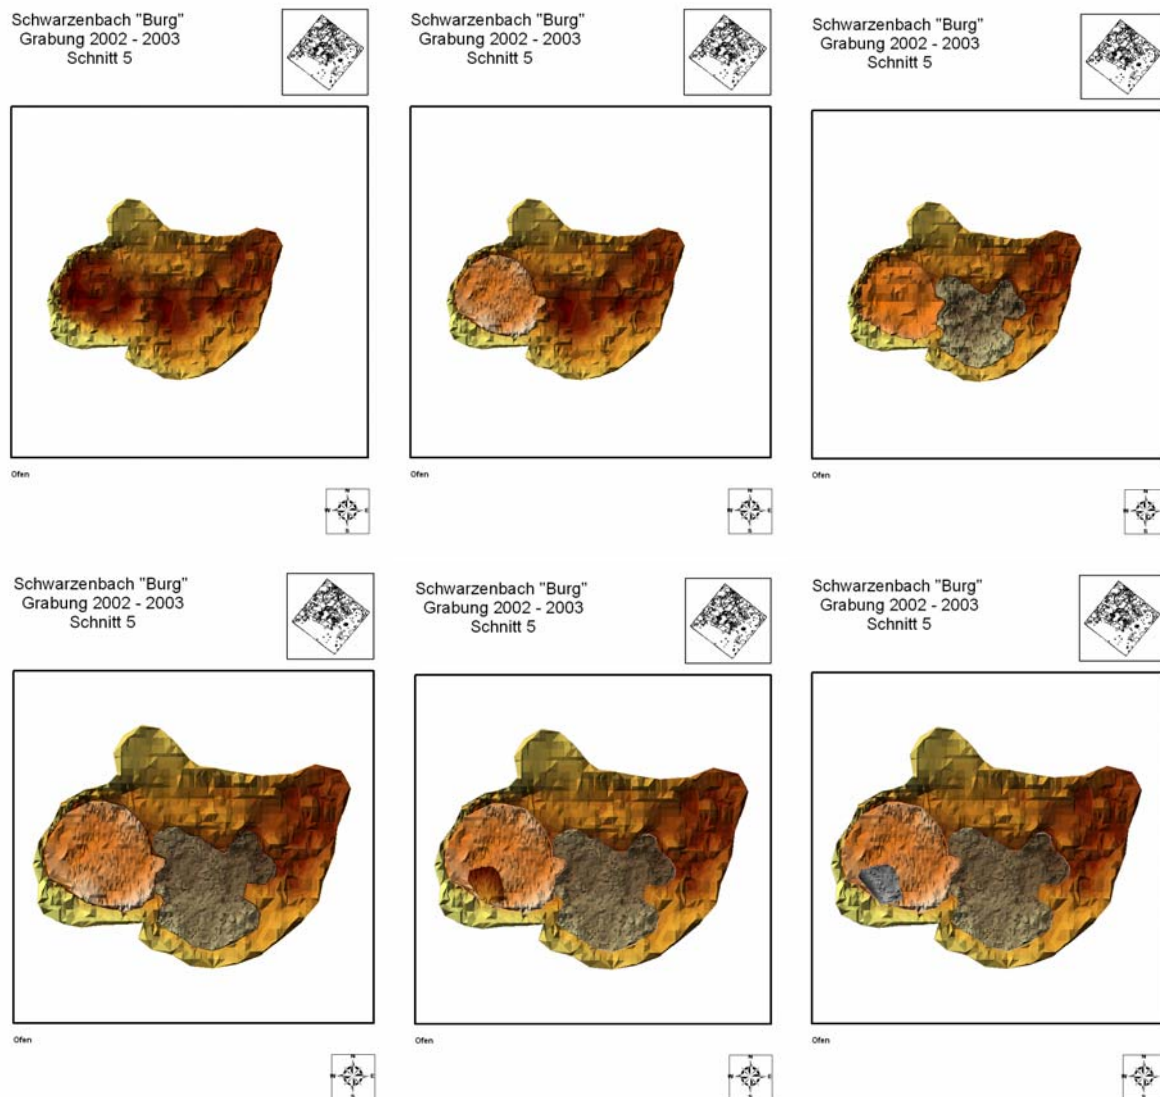 Schwarzenbach "Burg"
Grabung 2002 - 2003
Schnitt 5
Ofen
N
W
E
S
Schwarzenbach "Burg"
Grabung 2002 - 2003
Schnitt 5
Ofen
N
W
E
S
Schwarzenbach "Burg"
Grabung 2002 - 2003
Schnitt 5
Ofen
N
W
S
Schwarzenbach "Burg"
Grabung 2002 - 2003
Schnitt 5
Ofen
N
W
E
Schwarzenbach "Burg"
Grabung 2002 - 2003
Schnitt 5
Ofen
N
W
E
Schwarzenbach "Burg"
Grabung 2002 - 2003
Schnitt 5
Ofen
N
W